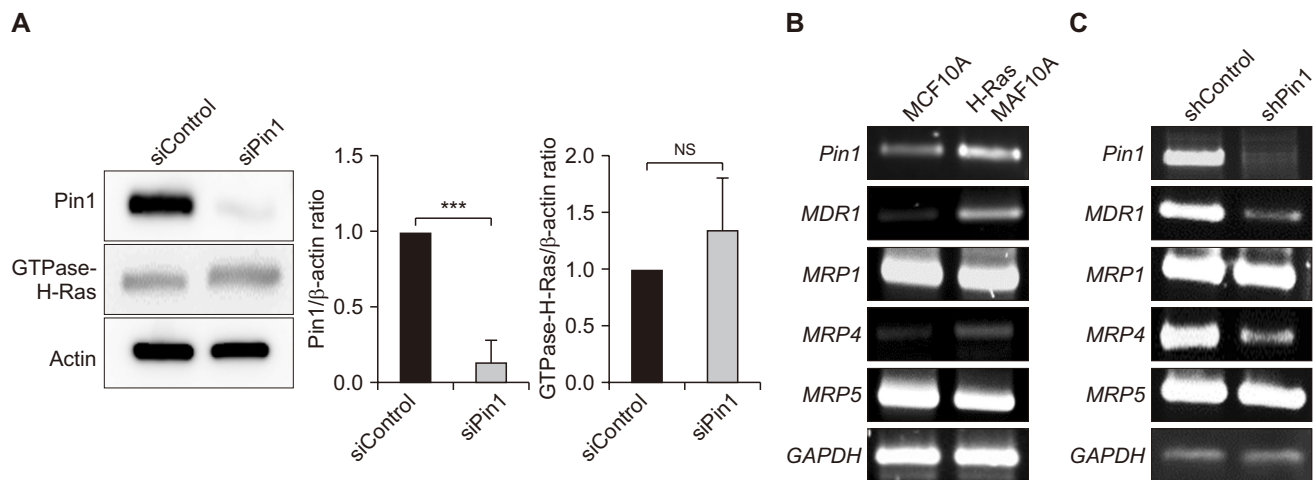 A
siControl
siPin1
Pin1
GTPase-
H-Ras
Actin
Pin1/β-actin ratio
1.5
1.0
0.5
0.0
***
siControl
siPin1
GTPase-H-Ras/β-actin ratio
2.0
1.5
1.0
0.5
0.0
NS
siControl
siPin1
B
MCF10A
H-Ras
MAF10A
Pin1
MDR1
MRP1
MRP4
MRP5
GAPDH
C
shControl
shPin1
Pin1
MDR1
MRP1
MRP4
MRP5
GAPDH